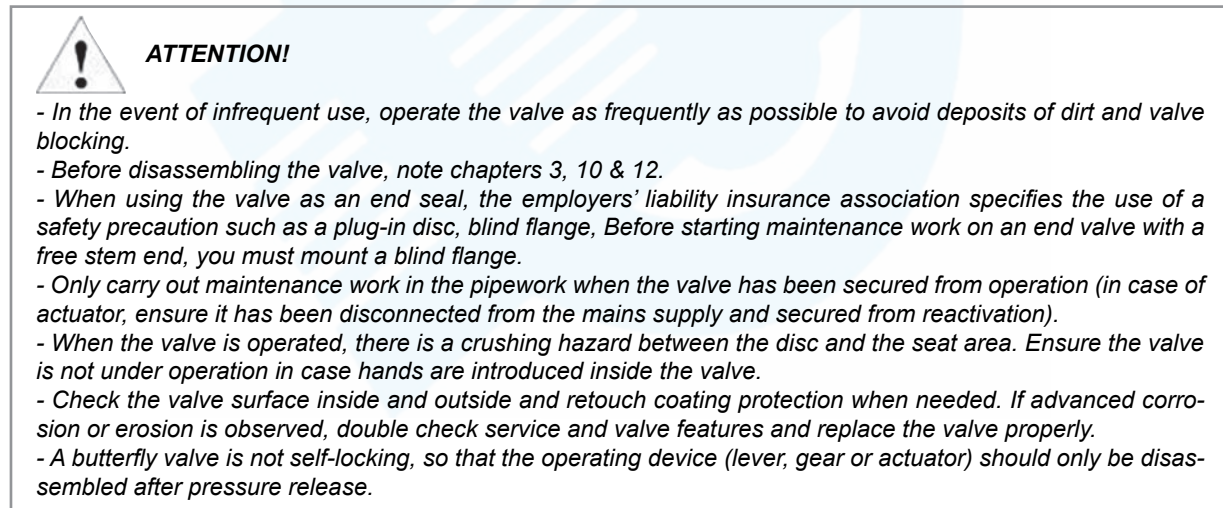 ATTENTION!
- In the event of infrequent use, operate the valve as frequently as possible to avoid deposits of dirt and valve
blocking.
- Before disassembling the valve, note chapters 3, 10 & 12.
- When using the valve as an end seal, the employers' liability insurance association specifies the use of a
safety precaution such as a plug-in disc, blind flange, Before starting maintenance work on an end valve with a
free stem end, you must mount a blind flange.
- Only carry out maintenance work in the pipework when the valve has been secured from operation (in case of
actuator, ensure it has been disconnected from the mains supply and secured from reactivation).
- When the valve is operated, there is a crushing hazard between the disc and the seat area. Ensure the valve
is not under operation in case hands are introduced inside the valve.
- Check the valve surface inside and outside and retouch coating protection when needed. If advanced corro-
sion or erosion is observed, double check service and valve features and replace the valve properly.
- A butterfly valve is not self-locking, so that the operating device (lever, gear or actuator) should only be disas-
sembled after pressure release.